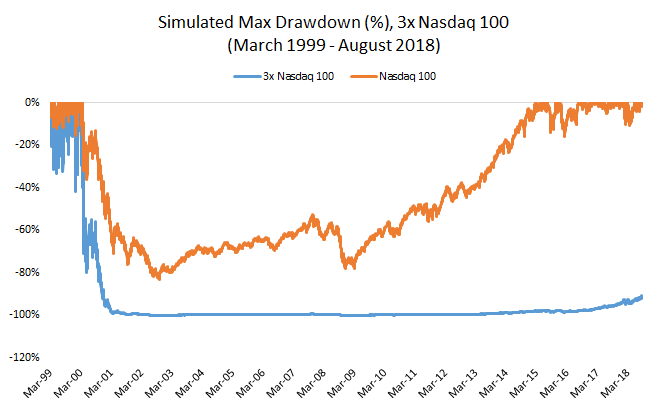 Simulated Max Drawdown (%), 3x Nasdaq 100
(March 1999 - August 2018)
3x Nasdaq 100 Nasdaq 100
0%
-20%
-40%
-60%
-80%
-100%
-120%
Mar-99 Mar-00 Mar-01 Mar-02 Mar-03 Mar-04 Mar-05 Mar-06 Mar-07 Mar-08 Mar-09 Mar-10 Mar-11 Mar-12 Mar-13 Mar-14 Mar-15 Mar-16 Mar-17 Mar-18